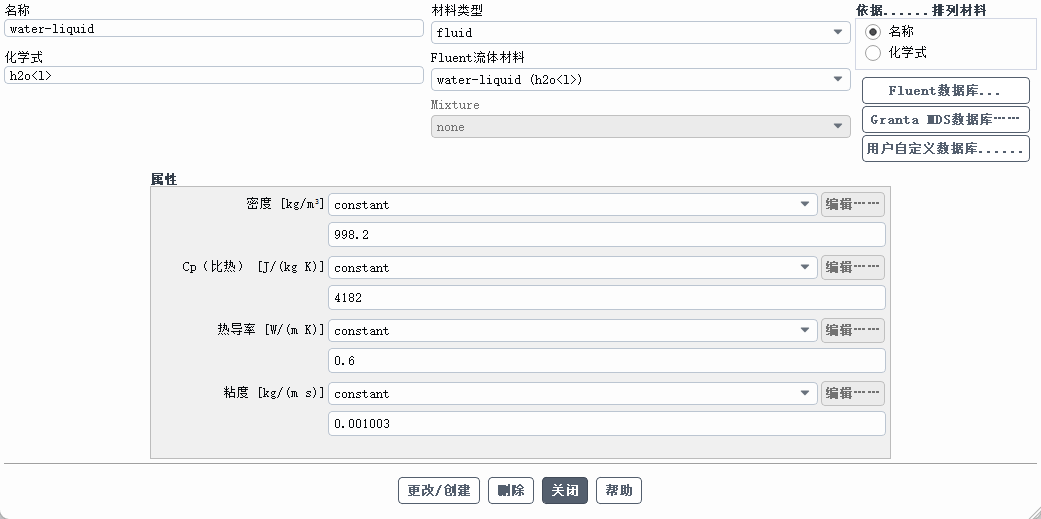 名称
water-liquid
化学式
h2o<l>
材料类型
fluid
Fluent流体材料
water-liquid (h2o<l>)
Mixture
none
依据......排列材料
名称
化学式
Fluent数据库...
Granta MDS数据库……
用户自定义数据库......
属性
密度 [kg/m³] constant 编辑……
998.2
Cp（比热） [J/(kg K)] constant 编辑……
4182
热导率 [W/(m K)] constant 编辑……
0.6
粘度 [kg/(m s)] constant 编辑……
0.001003
更改/创建 删除 关闭 帮助